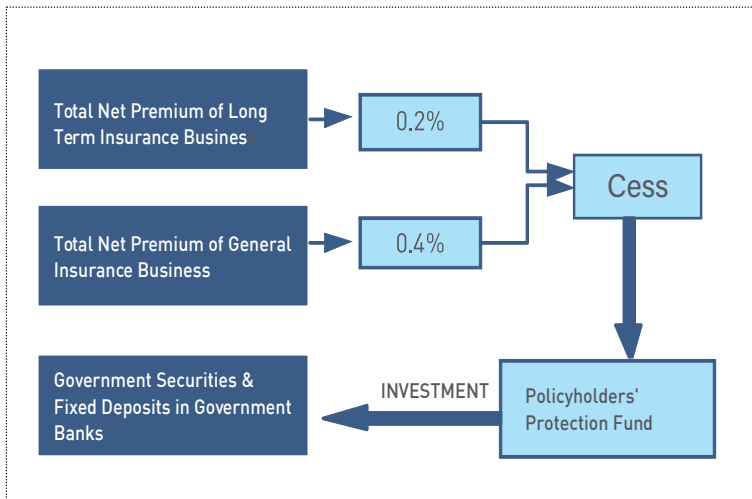 Total Net Premium of Long
Term Insurance Business
0.2%
Cess
Total Net Premium of General
Insurance Business
0.4%
Government Securities &
Fixed Deposits in Government
Banks
INVESTMENT
Policyholders'
Protection Fund